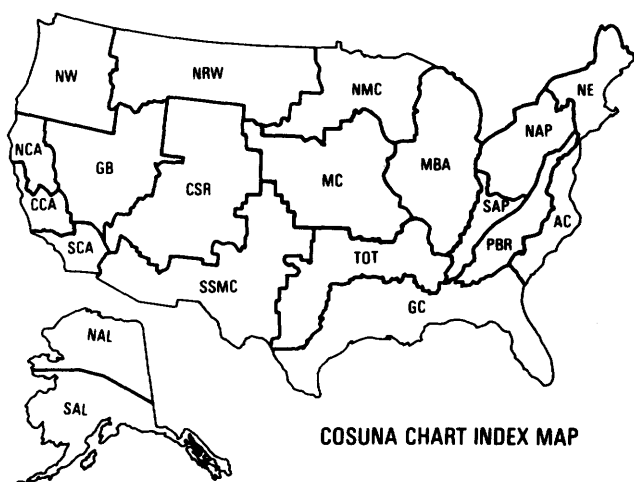 NW
NRW
NMC
NE
NCA
GB
CSR
MC
MBA
NAP
CCA
SCA
SSMC
TOT
SAP
PBR
AC
GC
NAL
SAL
COSUNA CHART INDEX MAP